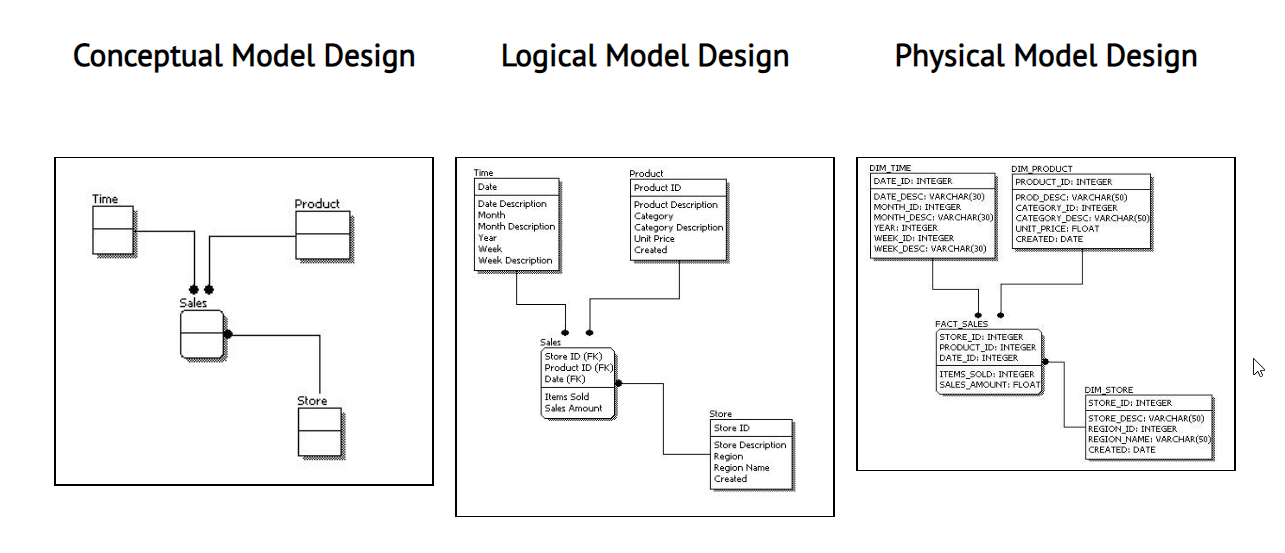 Conceptual Model Design
Time
Product
Sales
Store
Logical Model Design
Time
Date
Date Description
Month
Month Description
Year
Week
Week Description
Product
Product ID
Product Description
Category
Category Description
Unit Price
Created
Sales
Store ID (FK)
Product ID (FK)
Date (FK)
Items Sold
Sales Amount
Store
Store ID
Store Description
Region
Region Name
Created
Physical Model Design
DIM_TIME
DATE_ID: INTEGER
DATE_DESC: VARCHAR(30)
MONTH_ID: INTEGER
MONTH_DESC: VARCHAR(30)
YEAR: INTEGER
WEEK_ID: INTEGER
WEEK_DESC: VARCHAR(30)
DIM_PRODUCT
PRODUCT_ID: INTEGER
PROD_DESC: VARCHAR(50)
CATEGORY_ID: INTEGER
CATEGORY_DESC: VARCHAR(50)
UNIT_PRICE: FLOAT
CREATED: DATE
FACT_SALES
STORE_ID: INTEGER
PRODUCT_ID: INTEGER
DATE_ID: INTEGER
ITEMS_SOLD: INTEGER
SALES_AMOUNT: FLOAT
DIM_STORE
STORE_ID: INTEGER
STORE_DESC: VARCHAR(50)
REGION_ID: INTEGER
REGION_NAME: VARCHAR(50)
CREATED: DATE